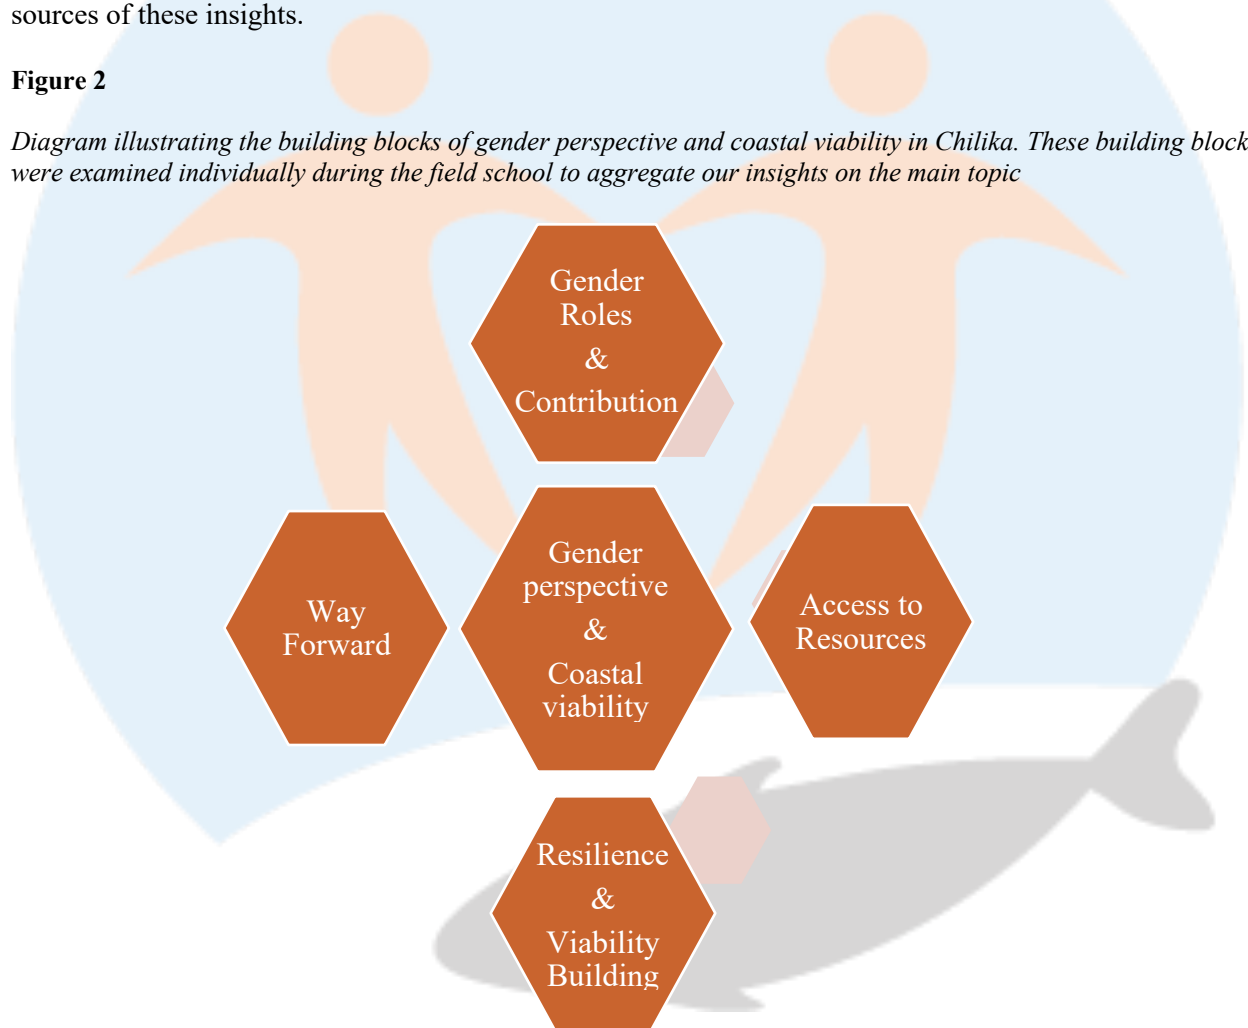 sources of these insights.
Figure 2
Diagram illustrating the building blocks of gender perspective and coastal viability in Chilika. These building block
were examined individually during the field school to aggregate our insights on the main topic
Gender
Roles
&
Contribution
Gender
perspective
&
Coastal
viability
Way
Forward
Access to
Resources
Resilience
&
Viability
Building